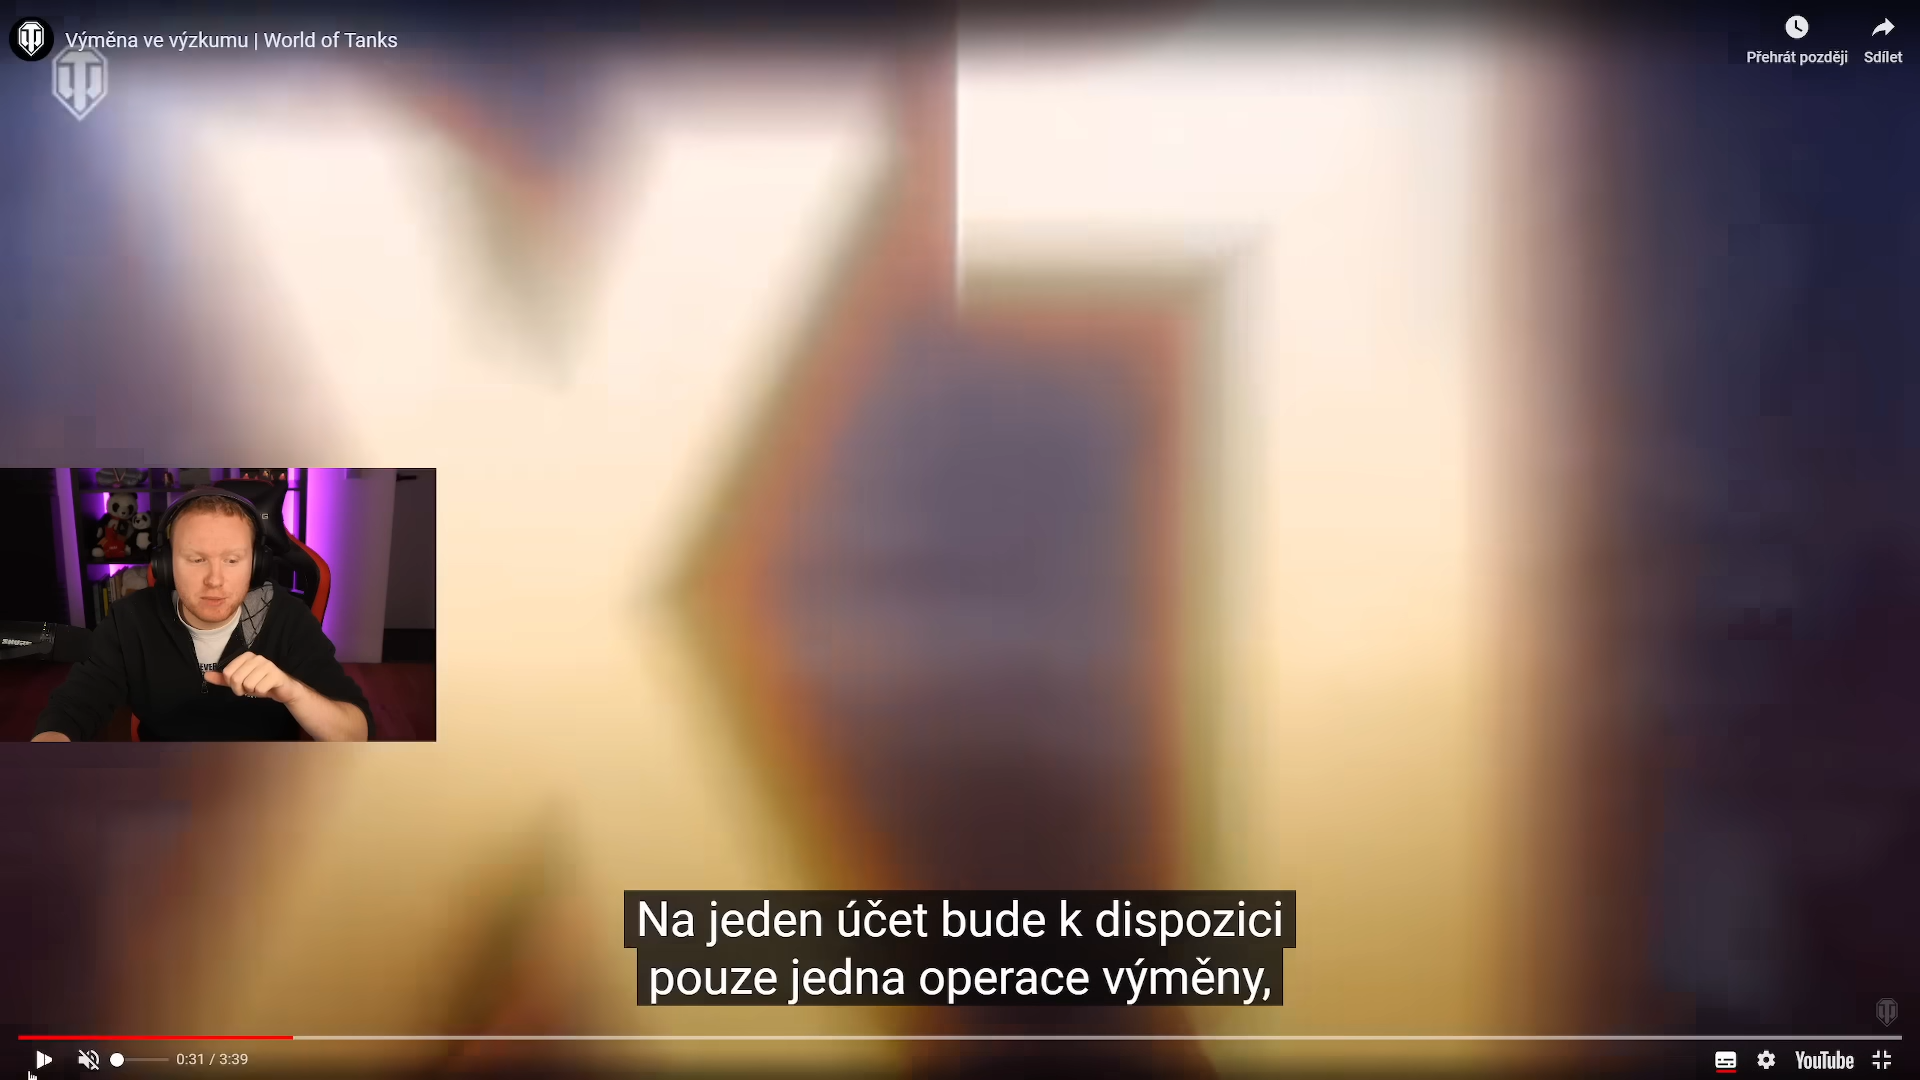 Výměna ve výzkumu | World of Tanks
Přehrát později
Sdílet
SHURE
Na jeden účet bude k dispozici
pouze jedna operace výměny,
0:31 / 3:39
YouTube